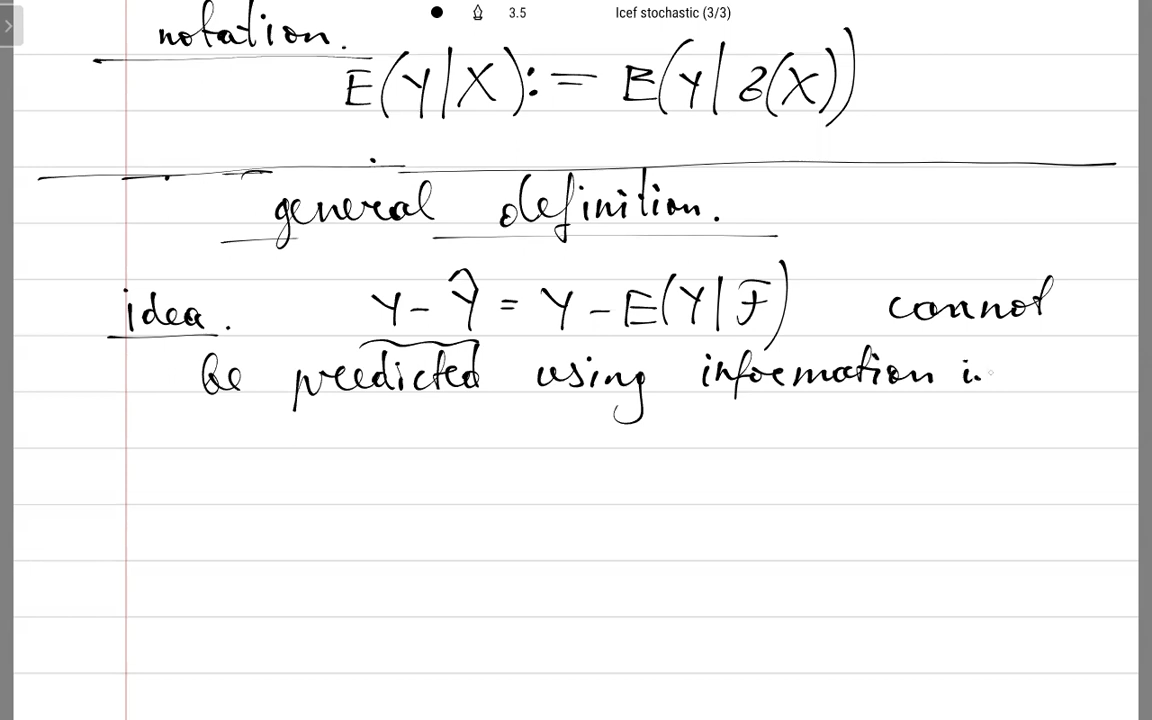 3.5 Icef stochastic (3/3)
notation.
E(Y|X) := E(Y|σ(X))
general definition.
idea. Y - Ŷ = Y - E(Y|F) cannot
be predicted using information i